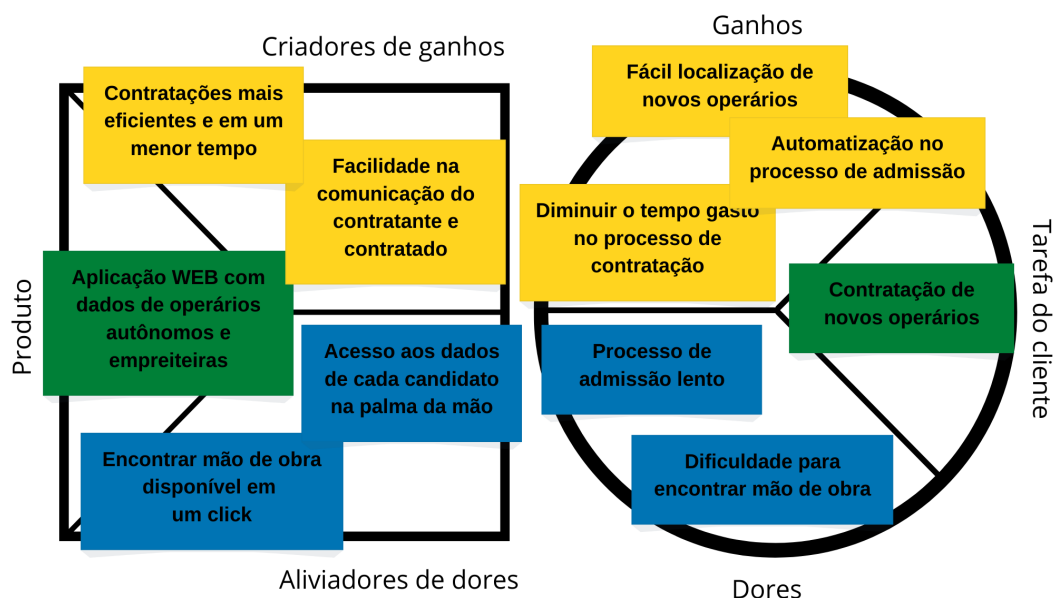 Criadores de ganhos
Contratações mais
eficientes e em um
menor tempo
Facilidade na
comunicação do
contratante e
contratado
Produto
Aplicação WEB com
dados de operários
autônomos e
empreiteiras
Acesso aos dados
de cada candidato
na palma da mão
Encontrar mão de obra
disponível em
um click
Aliviadores de dores
Ganhos
Fácil localização de
novos operários
Automatização no
processo de admissão
Diminuir o tempo gasto
no processo de
contratação
Tarefa do cliente
Contratação de
novos operários
Processo de
admissão lento
Dificuldade para
encontrar mão de obra
Dores